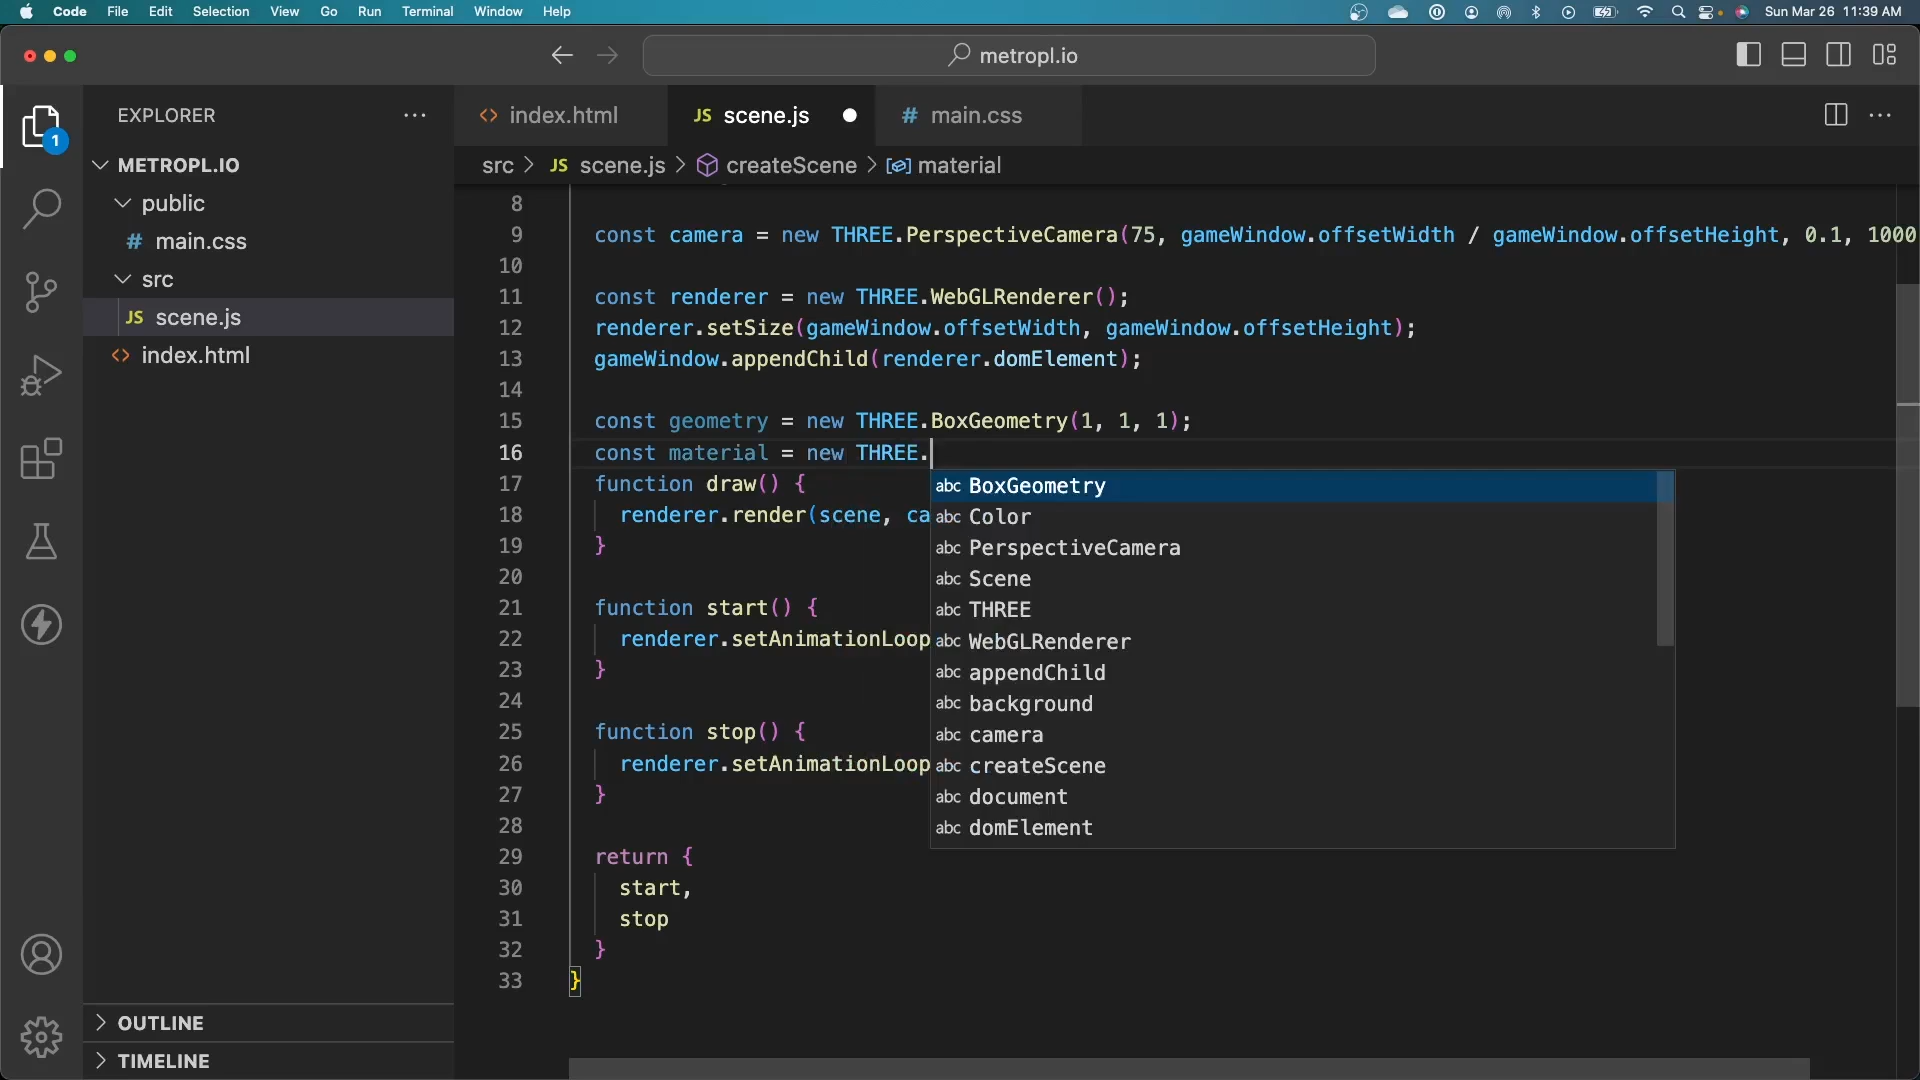 Code File Edit Selection View Go Run Terminal Window Help Sun Mar 26 11:39 AM
metropl.io
EXPLORER
1
METROPL.IO
public
# main.css
src
JS scene.js
<> index.html
OUTLINE
TIMELINE
<> index.html JS scene.js # main.css
src > JS scene.js > createScene > material
8
9 const camera = new THREE.PerspectiveCamera(75, gameWindow.offsetWidth / gameWindow.offsetHeight, 0.1, 1000
10
11 const renderer = new THREE.WebGLRenderer();
12 renderer.setSize(gameWindow.offsetWidth, gameWindow.offsetHeight);
13 gameWindow.appendChild(renderer.domElement);
14
15 const geometry = new THREE.BoxGeometry(1, 1, 1);
16 const material = new THREE.
17 function draw() {
18 renderer.render(scene, ca
19 }
20
21 function start() {
22 renderer.setAnimationLoop
23 }
24
25 function stop() {
26 renderer.setAnimationLoop
27 }
28
29 return {
30 start,
31 stop
32 }
33 }
abc BoxGeometry
abc Color
abc PerspectiveCamera
abc Scene
abc THREE
abc WebGLRenderer
abc appendChild
abc background
abc camera
abc createScene
abc document
abc domElement